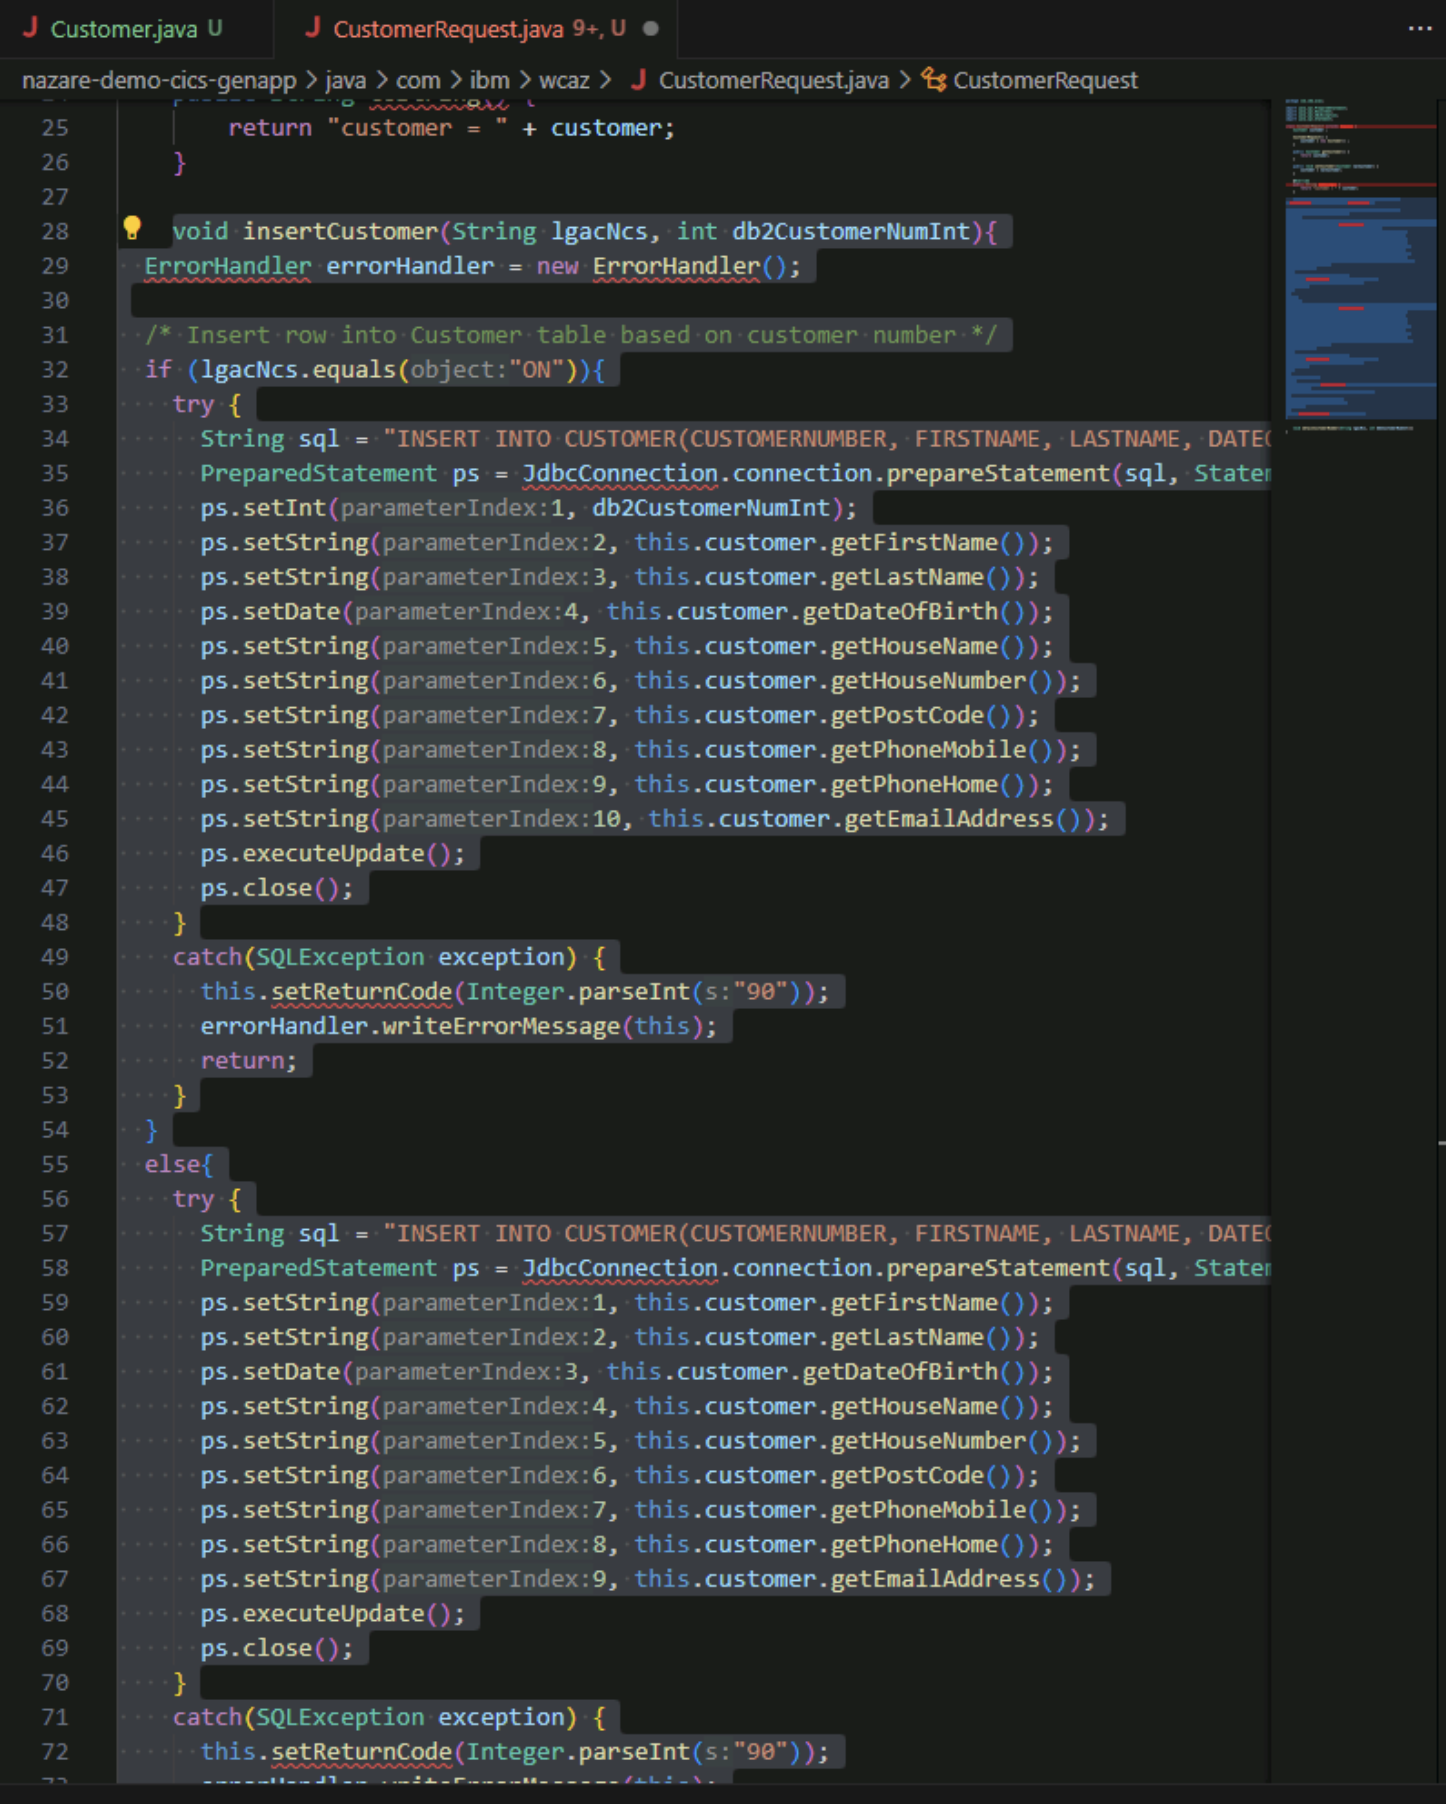 Customer.java U
CustomerRequest.java 9+, U
nazare-demo-cics-genapp > java > com > ibm > wcaz > CustomerRequest.java > CustomerRequest
25 return "customer = " + customer;
26 }
27
28 void insertCustomer(String lgacNcs, int db2CustomerNumInt){
29 ErrorHandler errorHandler = new ErrorHandler();
30
31 /* Insert row into Customer table based on customer number */
32 if (lgacNcs.equals(object:"ON")){
33 try {
34 String sql = "INSERT INTO CUSTOMER(CUSTOMERNUMBER, FIRSTNAME, LASTNAME, DATEO
35 PreparedStatement ps = JdbcConnection.connection.prepareStatement(sql, Statem
36 ps.setInt(parameterIndex:1, db2CustomerNumInt);
37 ps.setString(parameterIndex:2, this.customer.getFirstName());
38 ps.setString(parameterIndex:3, this.customer.getLastName());
39 ps.setDate(parameterIndex:4, this.customer.getDateOfBirth());
40 ps.setString(parameterIndex:5, this.customer.getHouseName());
41 ps.setString(parameterIndex:6, this.customer.getHouseNumber());
42 ps.setString(parameterIndex:7, this.customer.getPostCode());
43 ps.setString(parameterIndex:8, this.customer.getPhoneMobile());
44 ps.setString(parameterIndex:9, this.customer.getPhoneHome());
45 ps.setString(parameterIndex:10, this.customer.getEmailAddress());
46 ps.executeUpdate();
47 ps.close();
48 }
49 catch(SQLException exception) {
50 this.setReturnCode(Integer.parseInt(s:"90"));
51 errorHandler.writeErrorMessage(this);
52 return;
53 }
54 }
55 else{
56 try {
57 String sql = "INSERT INTO CUSTOMER(CUSTOMERNUMBER, FIRSTNAME, LASTNAME, DATEO
58 PreparedStatement ps = JdbcConnection.connection.prepareStatement(sql, Statem
59 ps.setString(parameterIndex:1, this.customer.getFirstName());
60 ps.setString(parameterIndex:2, this.customer.getLastName());
61 ps.setDate(parameterIndex:3, this.customer.getDateOfBirth());
62 ps.setString(parameterIndex:4, this.customer.getHouseName());
63 ps.setString(parameterIndex:5, this.customer.getHouseNumber());
64 ps.setString(parameterIndex:6, this.customer.getPostCode());
65 ps.setString(parameterIndex:7, this.customer.getPhoneMobile());
66 ps.setString(parameterIndex:8, this.customer.getPhoneHome());
67 ps.setString(parameterIndex:9, this.customer.getEmailAddress());
68 ps.executeUpdate();
69 ps.close();
70 }
71 catch(SQLException exception) {
72 this.setReturnCode(Integer.parseInt(s:"90"));